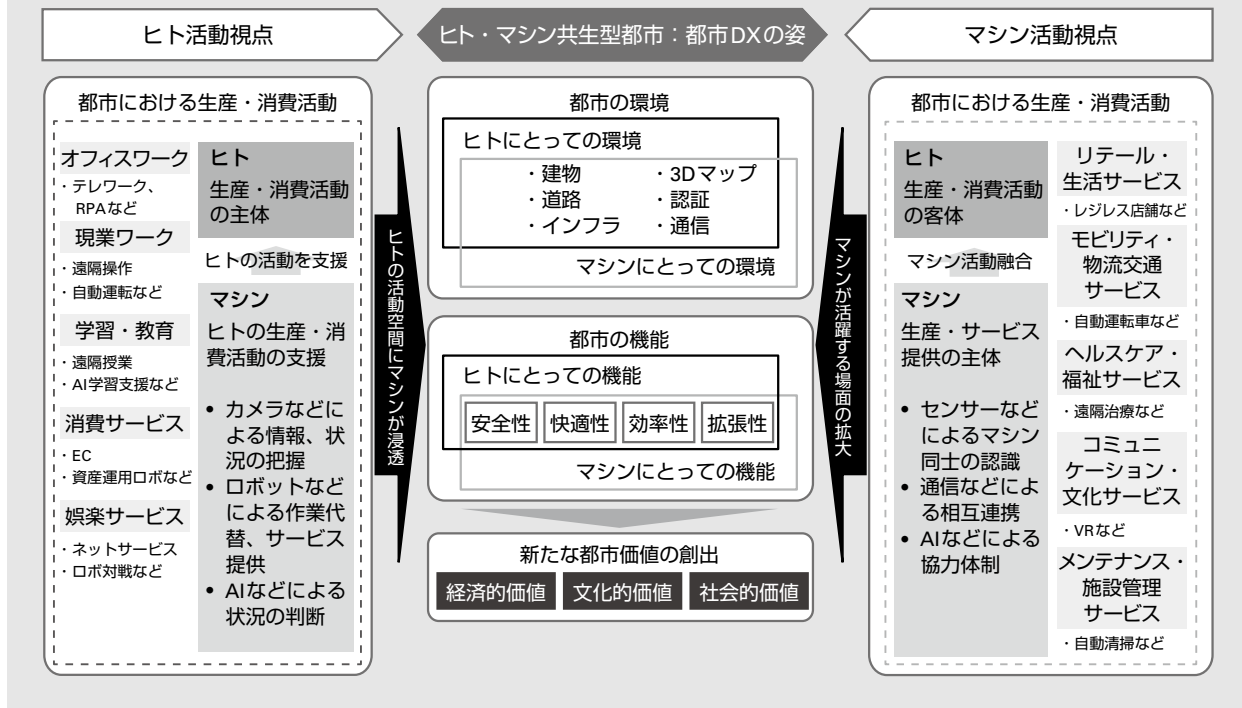 ヒト活動視点
ヒト・マシン共生型都市：都市DXの姿
マシン活動視点
都市における生産・消費活動
オフィスワーク
・テレワーク、
RPAなど
現業ワーク
・遠隔操作
・自動運転など
学習・教育
・遠隔授業
・AI学習支援など
消費サービス
・EC
・資産運用ロボなど
娯楽サービス
・ネットサービス
・ロボ対戦など
ヒト
生産・消費活動
の主体
ヒトの活動を支援
マシン
ヒトの生産・消
費活動の支援
• カメラなどに
よる情報、状
況の把握
• ロボットなど
による作業代
替、サービス
提供
• AIなどによる
状況の判断
ヒトの活動空間にマシンが浸透
都市の環境
ヒトにとっての環境
・建物
・道路
・インフラ
・3Dマップ
・認証
・通信
マシンにとっての環境
都市の機能
ヒトにとっての機能
安全性
快適性
効率性
拡張性
マシンにとっての機能
新たな都市価値の創出
経済的価値
文化的価値
社会的価値
マシンが活躍する場面の拡大
都市における生産・消費活動
ヒト
生産・消費活動
の客体
マシン活動融合
マシン
生産・サービス
提供の主体
• センサーなど
によるマシン
同士の認識
• 通信などによ
る相互連携
• AIなどによる
協力体制
リテール・
生活サービス
・レジレス店舗など
モビリティ・
物流交通
サービス
・自動運転車など
ヘルスケア・
福祉サービス
・遠隔治療など
コミュニ
ケーション・
文化サービス
・VRなど
メンテナンス・
施設管理
サービス
・自動清掃など